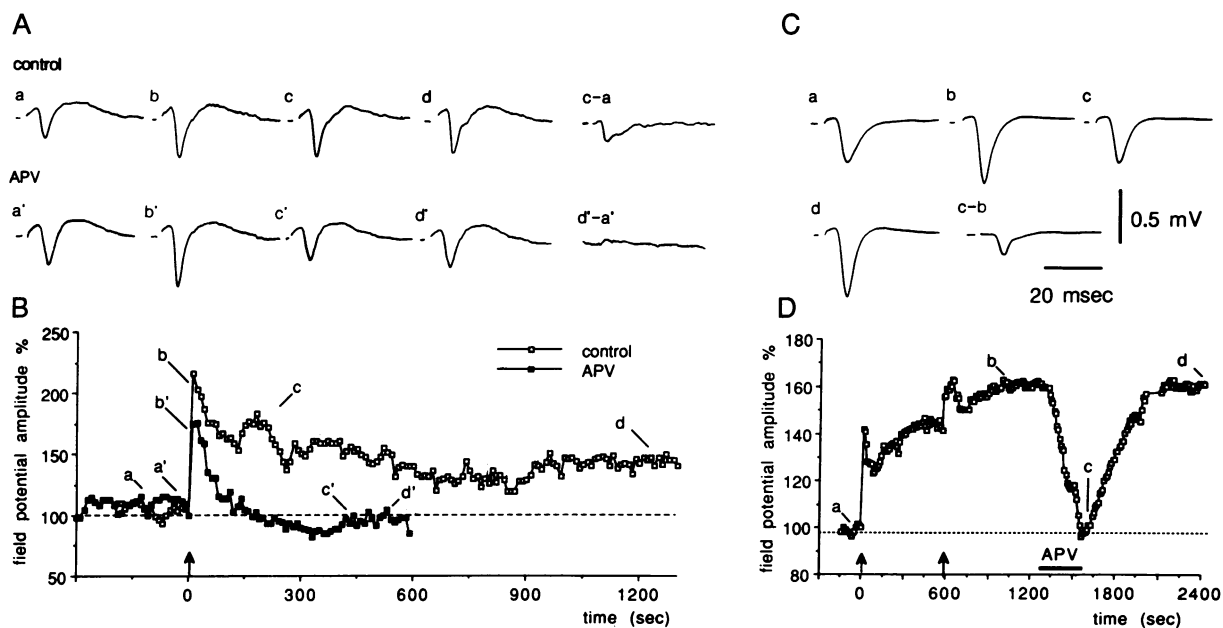 A
control
a b c d c-a
APV
a' b' c' d' d'-a'
B
field potential amplitude %
250
200
150
100
50
b
b'
a
a'
c
c'
d'
d
control
APV
0 300 600 900 1200
time (sec)
C
a b c
d c-b
0.5 mV
20 msec
D
field potential amplitude %
180
160
140
120
100
80
a
b
c
d
APV
0 600 1200 1800 2400
time (sec)